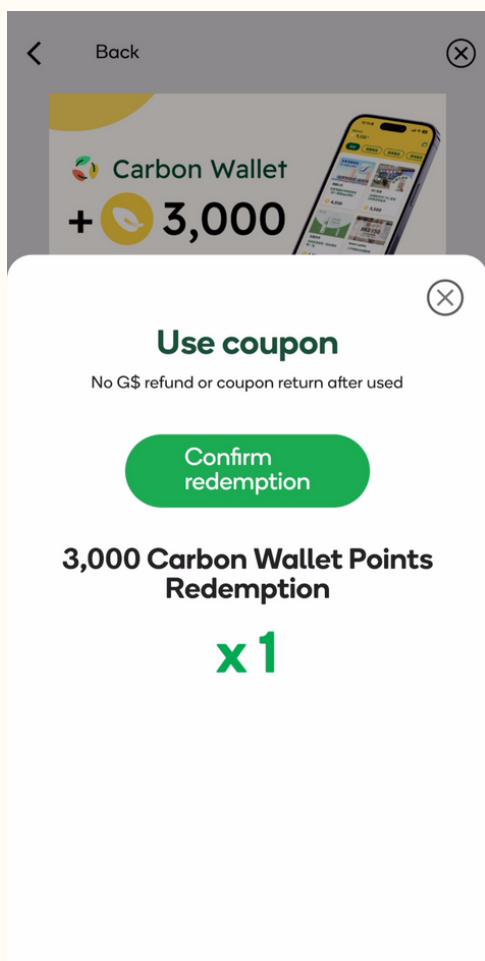 Back
Carbon Wallet
+ 3,000
Use coupon
No G$ refund or coupon return after used
Confirm
redemption
3,000 Carbon Wallet Points
Redemption
x 1